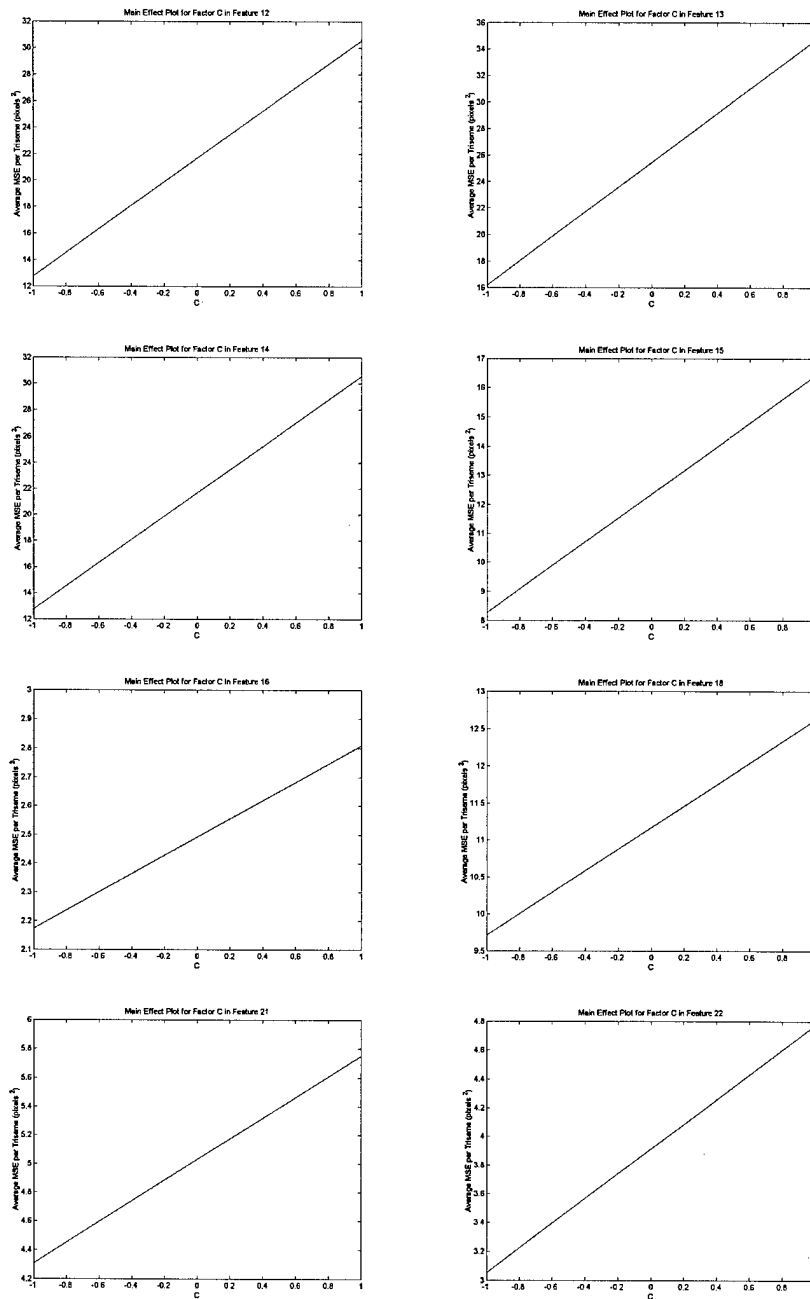 Main Effect Plot for Factor C in Feature 12
32
30
28
26
24
22
20
18
16
14
12
Average MSE per Triseme (pixels 2)
-1 -0.8 -0.6 -0.4 -0.2 0 0.2 0.4 0.6 0.8 1
C
Main Effect Plot for Factor C in Feature 13
36
34
32
30
28
26
24
22
20
18
16
Average MSE per Triseme (pixels 2)
-1 -0.8 -0.6 -0.4 -0.2 0 0.2 0.4 0.6 0.8
C
Main Effect Plot for Factor C in Feature 14
32
30
28
26
24
22
20
18
16
14
12
Average MSE per Triseme (pixels 2)
-1 -0.8 -0.6 -0.4 -0.2 0 0.2 0.4 0.6 0.8 1
C
Main Effect Plot for Factor C in Feature 15
17
16
15
14
13
12
11
10
9
8
Average MSE per Triseme (pixels 2)
-1 -0.8 -0.6 -0.4 -0.2 0 0.2 0.4 0.6 0.8
C
Main Effect Plot for Factor C in Feature 16
3
2.9
2.8
2.7
2.6
2.5
2.4
2.3
2.2
2.1
Average MSE per Triseme (pixels 2)
-1 -0.8 -0.6 -0.4 -0.2 0 0.2 0.4 0.6 0.8 1
C
Main Effect Plot for Factor C in Feature 18
13
12.5
12
11.5
11
10.5
10
9.5
Average MSE per Triseme (pixels 2)
-1 -0.8 -0.6 -0.4 -0.2 0 0.2 0.4 0.6 0.8
C
Main Effect Plot for Factor C in Feature 21
6
5.8
5.6
5.4
5.2
5
4.8
4.6
4.4
4.2
Average MSE per Triseme (pixels 2)
-1 -0.8 -0.6 -0.4 -0.2 0 0.2 0.4 0.6 0.8 1
C
Main Effect Plot for Factor C in Feature 22
4.8
4.6
4.4
4.2
4
3.8
3.6
3.4
3.2
3
Average MSE per Triseme (pixels 2)
-1 -0.8 -0.6 -0.4 -0.2 0 0.2 0.4 0.6 0.8
C